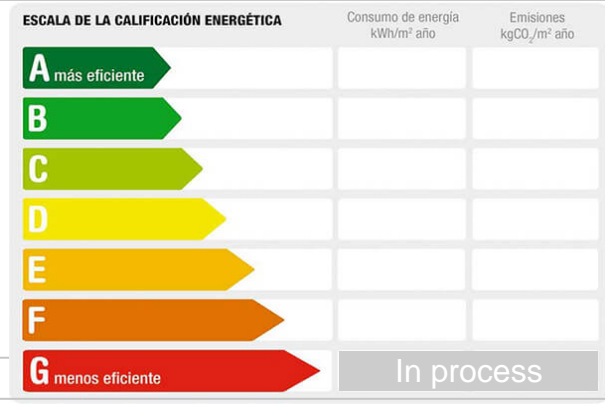 ESCALA DE LA CALIFICACIÓN ENERGÉTICA
Consumo de energía
kWh/m² año
Emisiones
kgCO₂/m² año
A más eficiente
B
C
D
E
F
G menos eficiente
In process